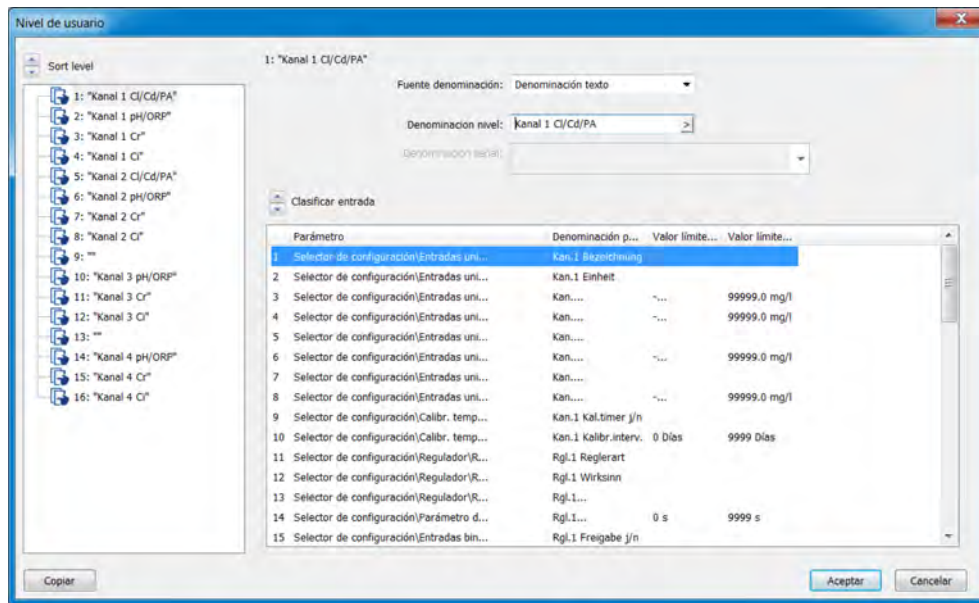 Nivel de usuario
Sort level
1: "Kanal 1 Cl/Cd/PA"
2: "Kanal 1 pH/ORP"
3: "Kanal 1 Cr"
4: "Kanal 1 Ci"
5: "Kanal 2 Cl/Cd/PA"
6: "Kanal 2 pH/ORP"
7: "Kanal 2 Cr"
8: "Kanal 2 Ci"
9: ""
10: "Kanal 3 pH/ORP"
11: "Kanal 3 Cr"
12: "Kanal 3 Ci"
13: ""
14: "Kanal 4 pH/ORP"
15: "Kanal 4 Cr"
16: "Kanal 4 Ci"
1: "Kanal 1 Cl/Cd/PA"
Fuente denominación: Denominación texto
Denominacion nivel: Kanal 1 Cl/Cd/PA >
Denominación señal:
Clasificar entrada
Parámetro Denominación p... Valor límite... Valor límite...
1 Selector de configuración\Entradas uni... Kan.1 Bezeichnung
2 Selector de configuración\Entradas uni... Kan.1 Einheit
3 Selector de configuración\Entradas uni... Kan.... -... 99999.0 mg/l
4 Selector de configuración\Entradas uni... Kan.... -... 99999.0 mg/l
5 Selector de configuración\Entradas uni... Kan....
6 Selector de configuración\Entradas uni... Kan.... -... 99999.0 mg/l
7 Selector de configuración\Entradas uni... Kan....
8 Selector de configuración\Entradas uni... Kan.... -... 99999.0 mg/l
9 Selector de configuración\Calibr. temp... Kan.1 Kal.timer j/n
10 Selector de configuración\Calibr. temp... Kan.1 Kalibr.interv. 0 Días 9999 Días
11 Selector de configuración\Regulador\R... Rgl.1 Reglerart
12 Selector de configuración\Regulador\R... Rgl.1 Wirksinn
13 Selector de configuración\Regulador\R... Rgl.1...
14 Selector de configuración\Parámetro d... Rgl.1... 0 s 9999 s
15 Selector de configuración\Entradas bin... Rgl.1 Freigabe j/n
Copiar Aceptar Cancelar